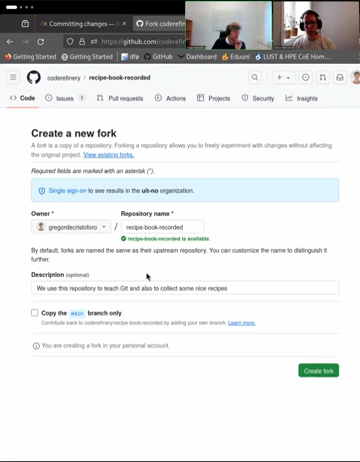 Committing changes —
Fork coderefin
https://github.com/coderefin
Getting Started
Getting Started
dfa
GitHub
Dashboard
Eduuni
LUST & HPE CoE Hom...
coderefinery / recipe-book-recorded
Code
Issues 1
Pull requests
Actions
Projects
Security
Insights
Create a new fork
A fork is a copy of a repository. Forking a repository allows you to freely experiment with changes without affecting
the original project. View existing forks.
Required fields are marked with an asterisk (*).
Single sign-on to see results in the uit-no organization.
Owner * Repository name *
gregordecristoforo / recipe-book-recorded
recipe-book-recorded is available.
By default, forks are named the same as their upstream repository. You can customize the name to distinguish it
further.
Description (optional)
We use this repository to teach Git and also to collect some nice recipes
Copy the main branch only
Contribute back to coderefinery/recipe-book-recorded by adding your own branch. Learn more.
You are creating a fork in your personal account.
Create fork